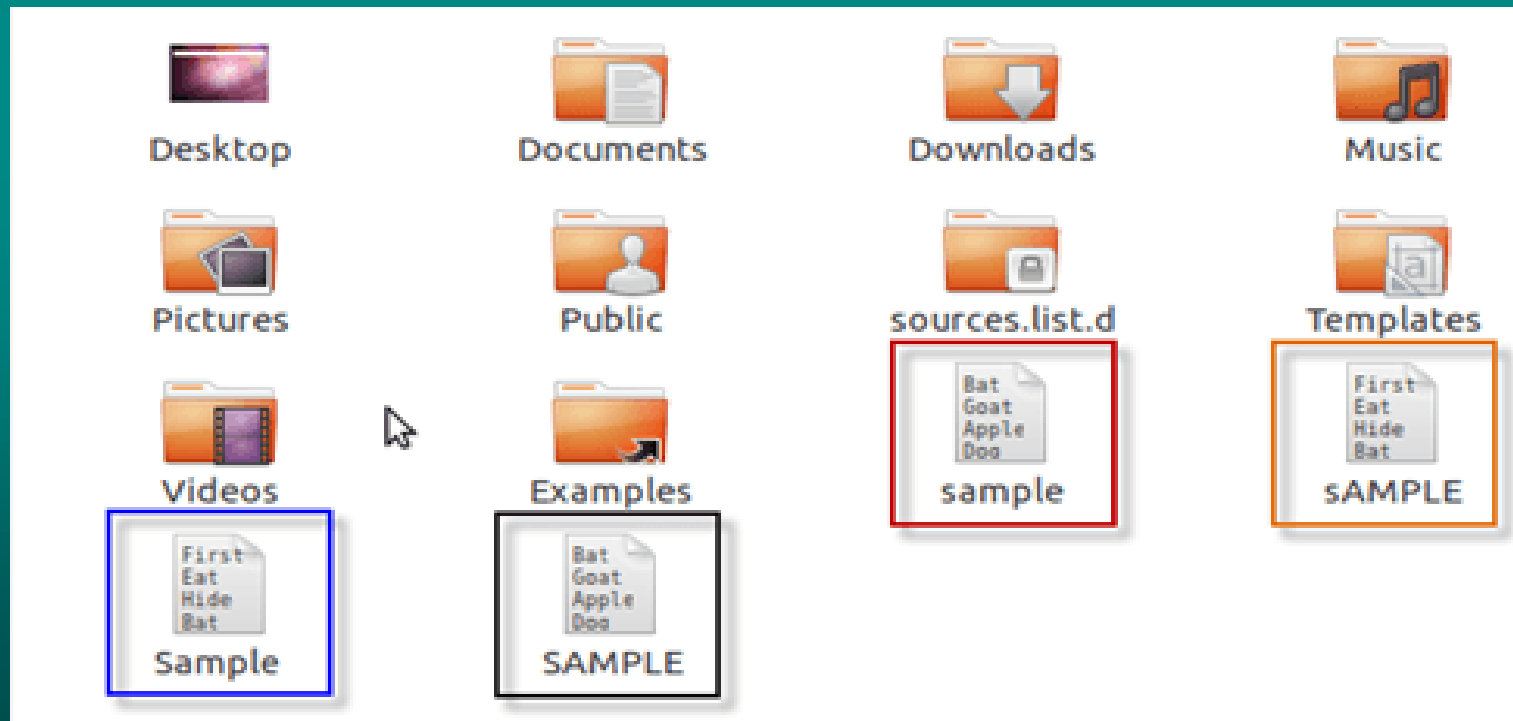 Desktop Documents Downloads Music
Pictures Public sources.list.d Templates
Bat
Goat
Apple
Dog
First
Eat
Hide
Bat
Videos Examples sample sAMPLE
First
Eat
Hide
Bat
Bat
Goat
Apple
Dog
Sample SAMPLE